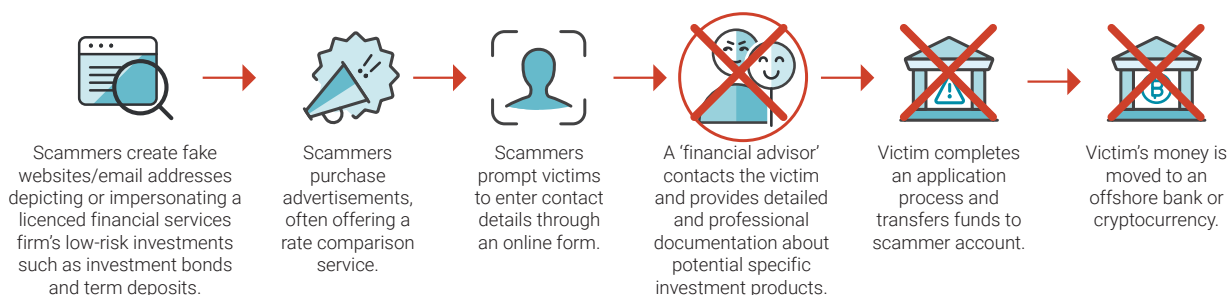 Scammers create fake
websites/email addresses
depicting or impersonating a
licenced financial services
firm's low-risk investments
such as investment bonds
and term deposits.
Scammers
purchase
advertisements,
often offering a
rate comparison
service.
Scammers
prompt victims
to enter contact
details through
an online form.
A 'financial advisor'
contacts the victim
and provides detailed
and professional
documentation about
potential specific
investment products.
Victim completes
an application
process and
transfers funds to
scammer account.
Victim's money is
moved to an
offshore bank or
cryptocurrency.